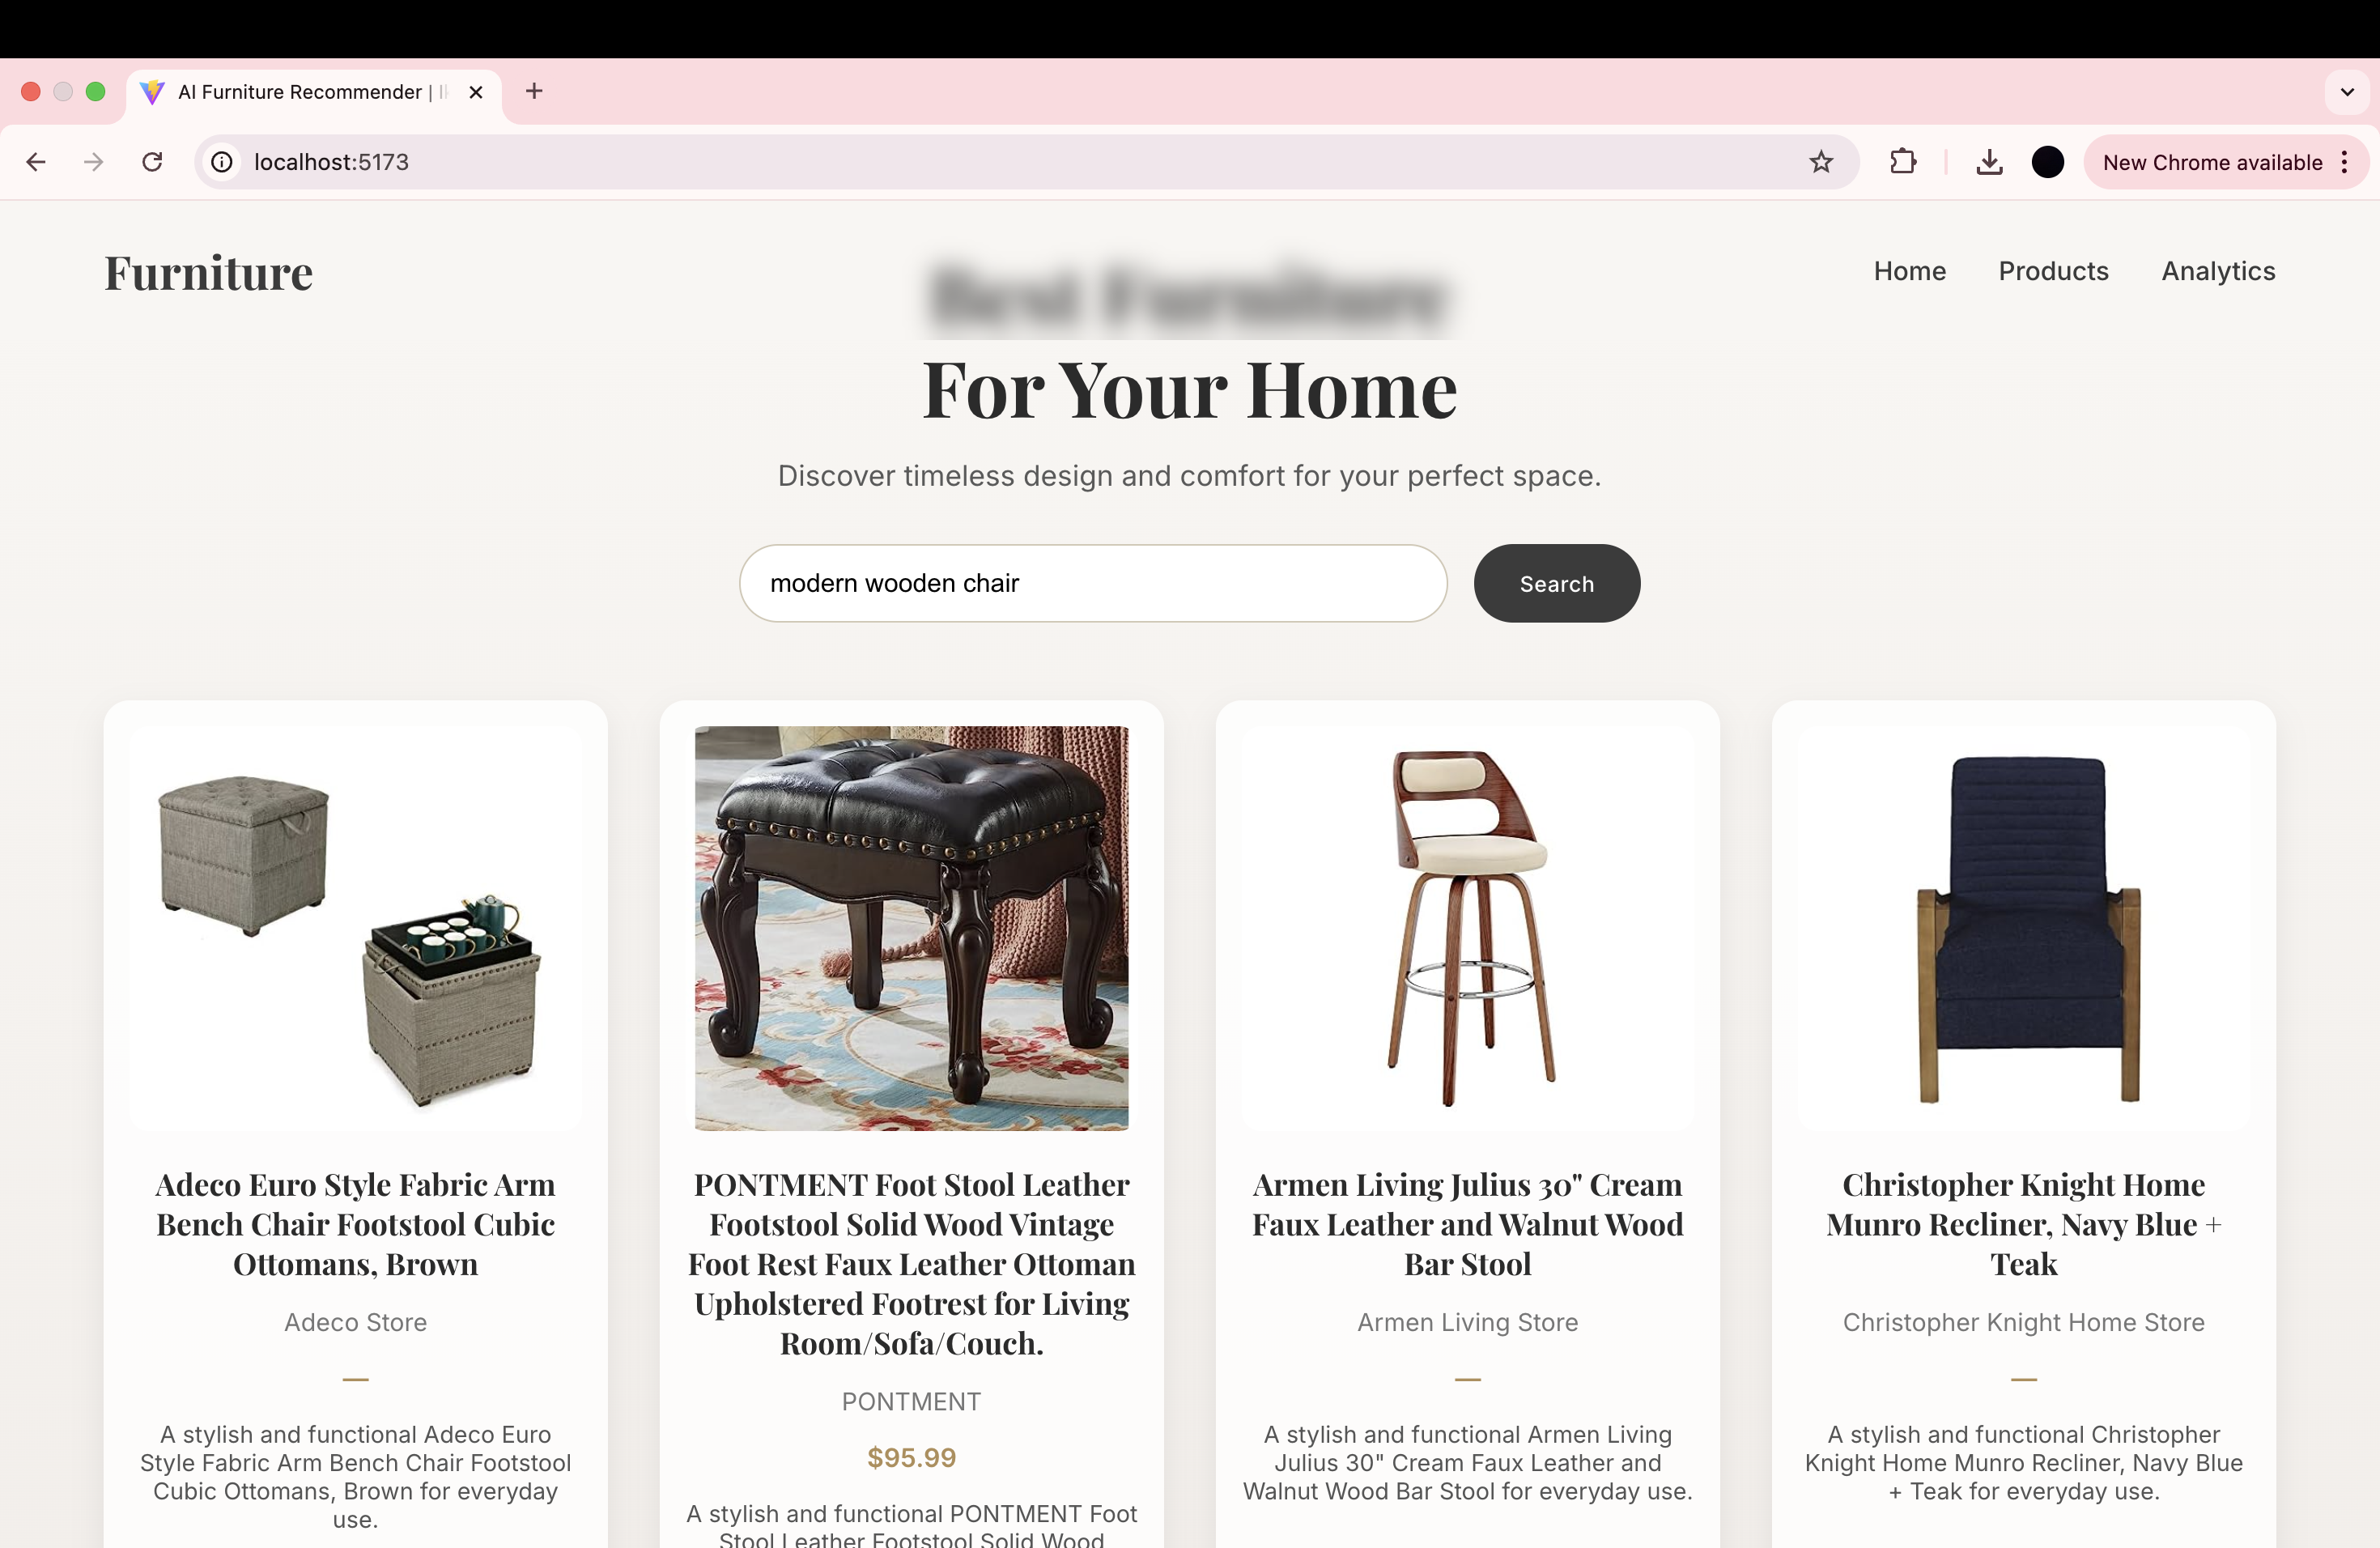 AI Furniture Recommender |
localhost:5173
New Chrome available
Furniture
Home
Products
Analytics
Best Furniture
For Your Home
Discover timeless design and comfort for your perfect space.
modern wooden chair
Search
Adeco Euro Style Fabric Arm
Bench Chair Footstool Cubic
Ottomans, Brown
Adeco Store
—
A stylish and functional Adeco Euro
Style Fabric Arm Bench Chair Footstool
Cubic Ottomans, Brown for everyday
use.
PONTMENT Foot Stool Leather
Footstool Solid Wood Vintage
Foot Rest Faux Leather Ottoman
Upholstered Footrest for Living
Room/Sofa/Couch.
PONTMENT
$95.99
A stylish and functional PONTMENT Foot
Stool Leather Footstool Solid Wood
Armen Living Julius 30" Cream
Faux Leather and Walnut Wood
Bar Stool
Armen Living Store
—
A stylish and functional Armen Living
Julius 30" Cream Faux Leather and
Walnut Wood Bar Stool for everyday use.
Christopher Knight Home
Munro Recliner, Navy Blue +
Teak
Christopher Knight Home Store
—
A stylish and functional Christopher
Knight Home Munro Recliner, Navy Blue
+ Teak for everyday use.